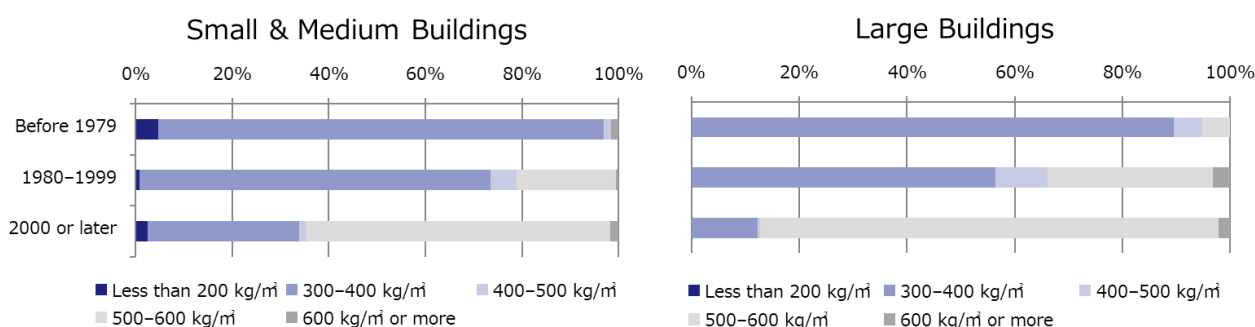 Small & Medium Buildings
0% 20% 40% 60% 80% 100%
Before 1979
1980–1999
2000 or later
Less than 200 kg/㎡ 300–400 kg/㎡ 400–500 kg/㎡
500–600 kg/㎡ 600 kg/㎡ or more
Large Buildings
0% 20% 40% 60% 80% 100%
Less than 200 kg/㎡ 300–400 kg/㎡ 400–500 kg/㎡
500–600 kg/㎡ 600 kg/㎡ or more